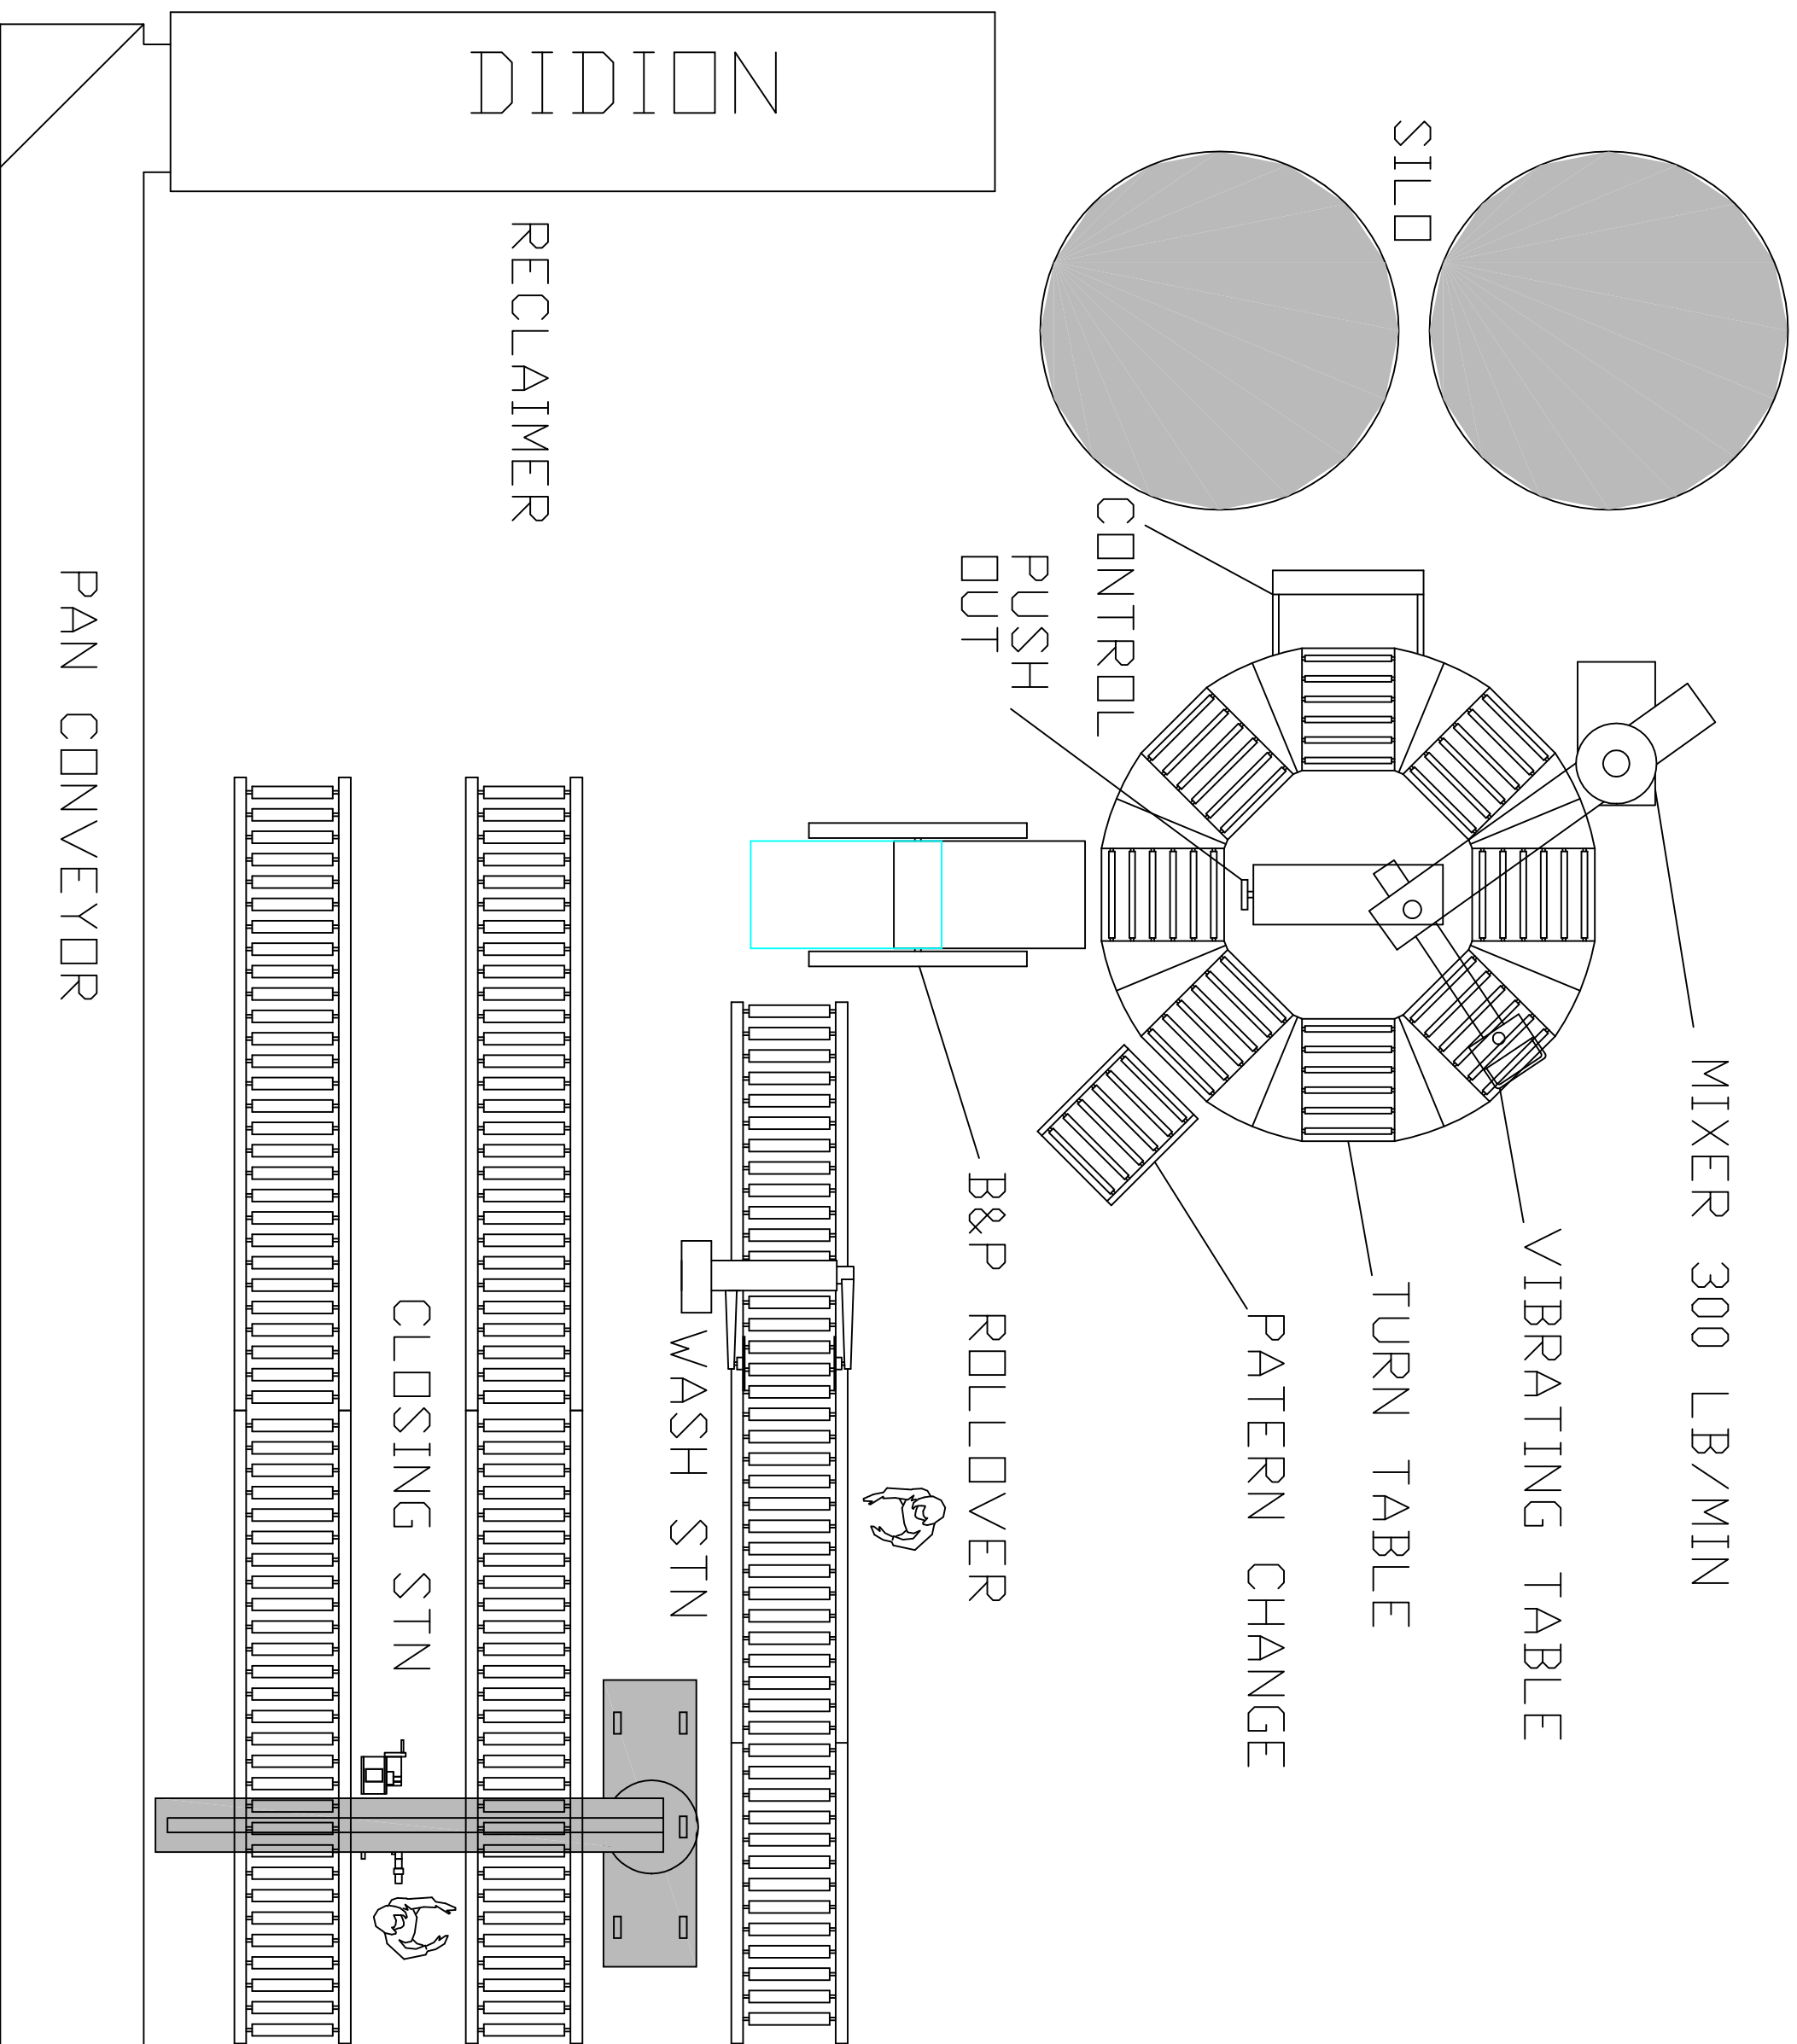 DIDION
SILO
RECLAIMER
CONTROL
PUSH
OUT
PAN CONVEYOR
MIXER 300 LB/MIN
B&P ROLLOVER
VIBRATING TABLE
TURN TABLE
PATERN CHANGE
CLOSING STN
WASH STN